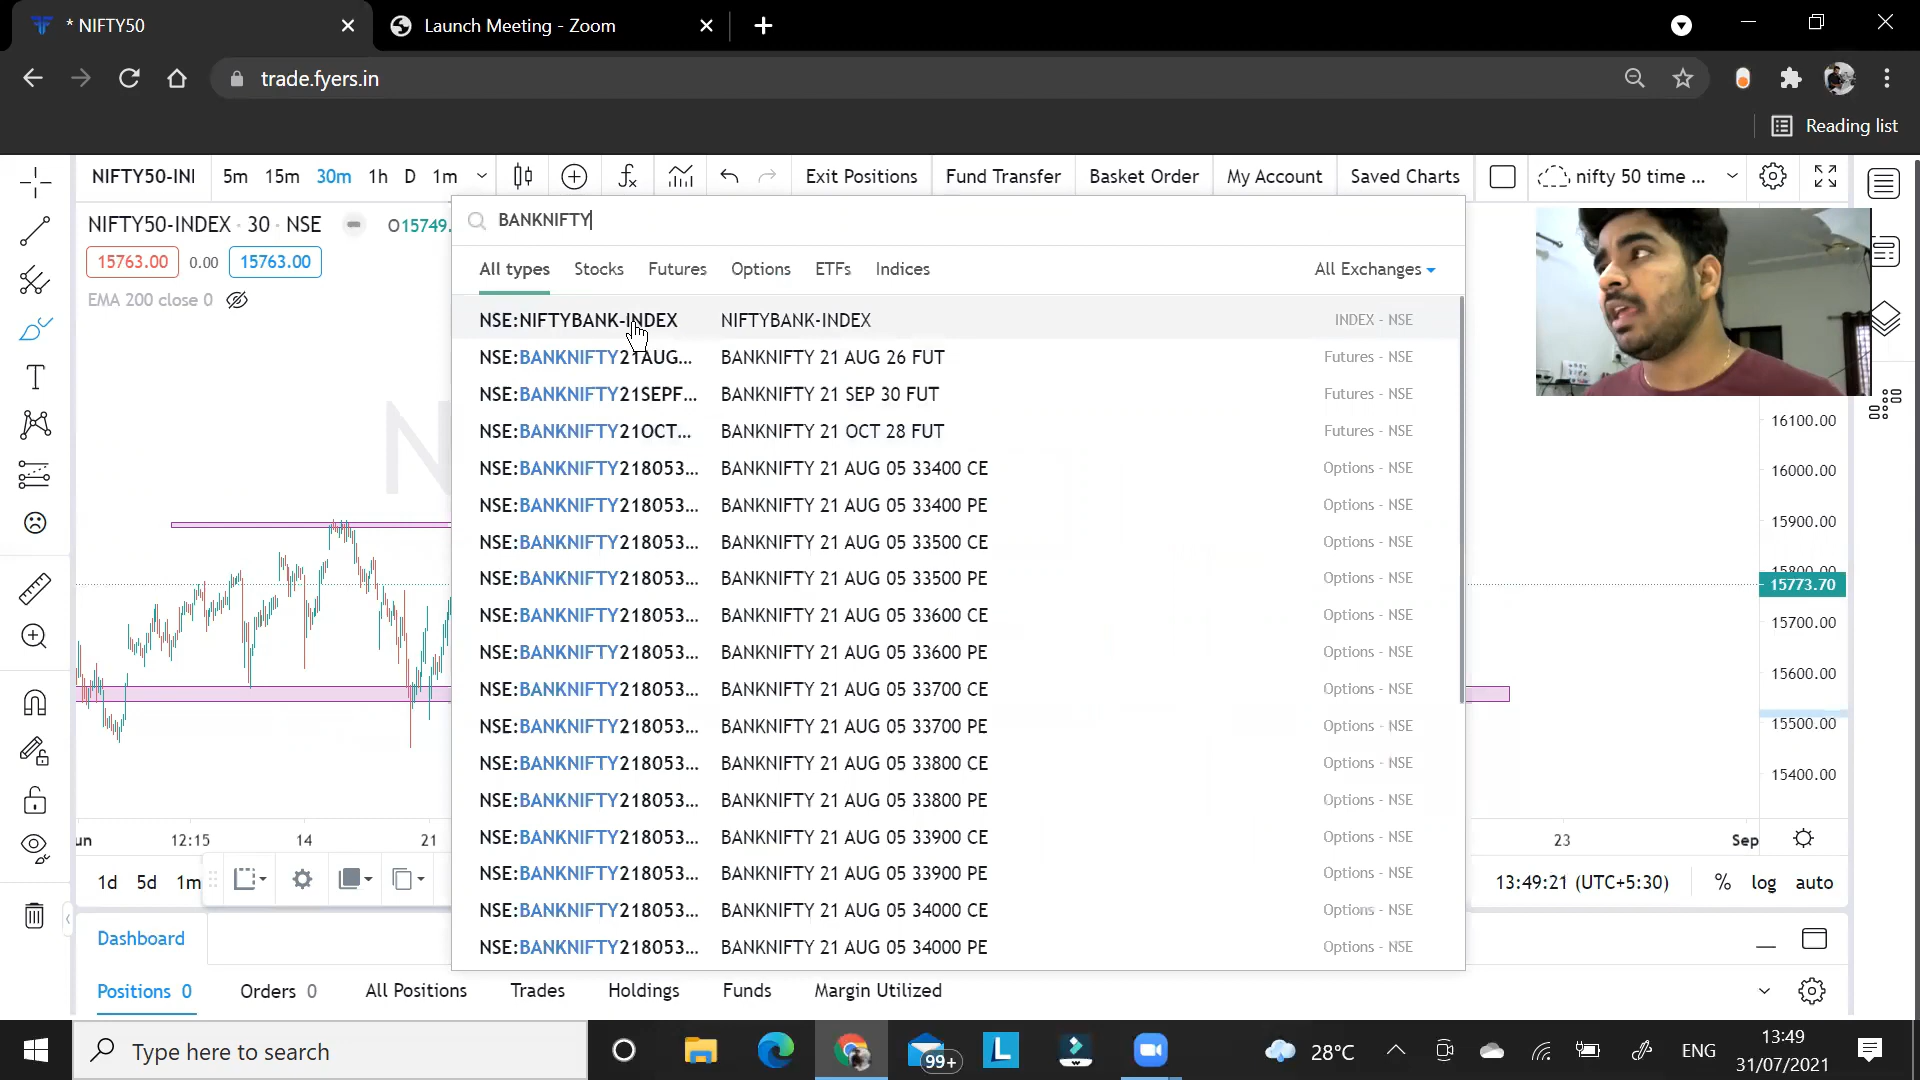 * NIFTY50
Launch Meeting - Zoom
trade.fyers.in
Reading list
NIFTY50-INI 5m 15m 30m 1h D 1m Exit Positions Fund Transfer Basket Order My Account Saved Charts nifty 50 time ...
NIFTY50-INDEX · 30 · NSE O15749.
15763.00 0.00 15763.00
EMA 200 close 0
BANKNIFTY
All types Stocks Futures Options ETFs Indices All Exchanges
NSE:NIFTYBANK-INDEX NIFTYBANK-INDEX INDEX - NSE
NSE:BANKNIFTY21AUG... BANKNIFTY 21 AUG 26 FUT Futures - NSE
NSE:BANKNIFTY21SEPF... BANKNIFTY 21 SEP 30 FUT Futures - NSE
NSE:BANKNIFTY21OCT... BANKNIFTY 21 OCT 28 FUT Futures - NSE
NSE:BANKNIFTY218053... BANKNIFTY 21 AUG 05 33400 CE Options - NSE
NSE:BANKNIFTY218053... BANKNIFTY 21 AUG 05 33400 PE Options - NSE
NSE:BANKNIFTY218053... BANKNIFTY 21 AUG 05 33500 CE Options - NSE
NSE:BANKNIFTY218053... BANKNIFTY 21 AUG 05 33500 PE Options - NSE
NSE:BANKNIFTY218053... BANKNIFTY 21 AUG 05 33600 CE Options - NSE
NSE:BANKNIFTY218053... BANKNIFTY 21 AUG 05 33600 PE Options - NSE
NSE:BANKNIFTY218053... BANKNIFTY 21 AUG 05 33700 CE Options - NSE
NSE:BANKNIFTY218053... BANKNIFTY 21 AUG 05 33700 PE Options - NSE
NSE:BANKNIFTY218053... BANKNIFTY 21 AUG 05 33800 CE Options - NSE
NSE:BANKNIFTY218053... BANKNIFTY 21 AUG 05 33800 PE Options - NSE
NSE:BANKNIFTY218053... BANKNIFTY 21 AUG 05 33900 CE Options - NSE
NSE:BANKNIFTY218053... BANKNIFTY 21 AUG 05 33900 PE Options - NSE
NSE:BANKNIFTY218053... BANKNIFTY 21 AUG 05 34000 CE Options - NSE
NSE:BANKNIFTY218053... BANKNIFTY 21 AUG 05 34000 PE Options - NSE
N
16100.00
16000.00
15900.00
15800.00
15773.70
15700.00
15600.00
15500.00
15400.00
un 12:15 14 21 23 Sep
1d 5d 1m 13:49:21 (UTC+5:30) % log auto
Dashboard
Positions 0 Orders 0 All Positions Trades Holdings Funds Margin Utilized
Type here to search
99+
L
28°C
ENG
13:49
31/07/2021